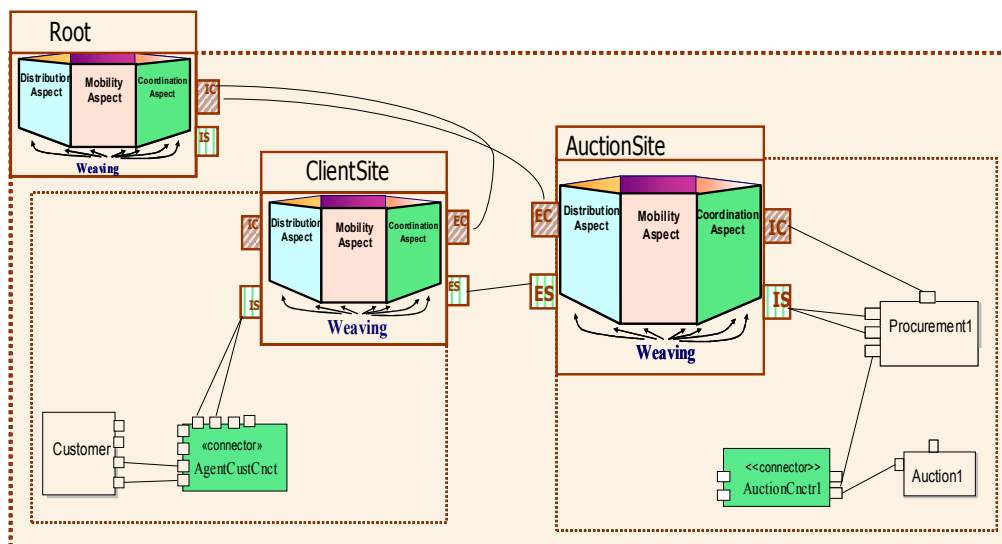 Root
Distribution
Aspect
Mobility
Aspect
Coordination
Aspect
IC
IS
Weaving
ClientSite
IC
IS
Distribution
Aspect
Mobility
Aspect
Coordination
Aspect
EC
ES
Weaving
AuctionSite
EC
ES
Distribution
Aspect
Mobility
Aspect
Coordination
Aspect
IC
IS
Weaving
Procurement1
Customer
«connector»
AgentCustCnct
<<connector>>
AuctionCnctr1
Auction1